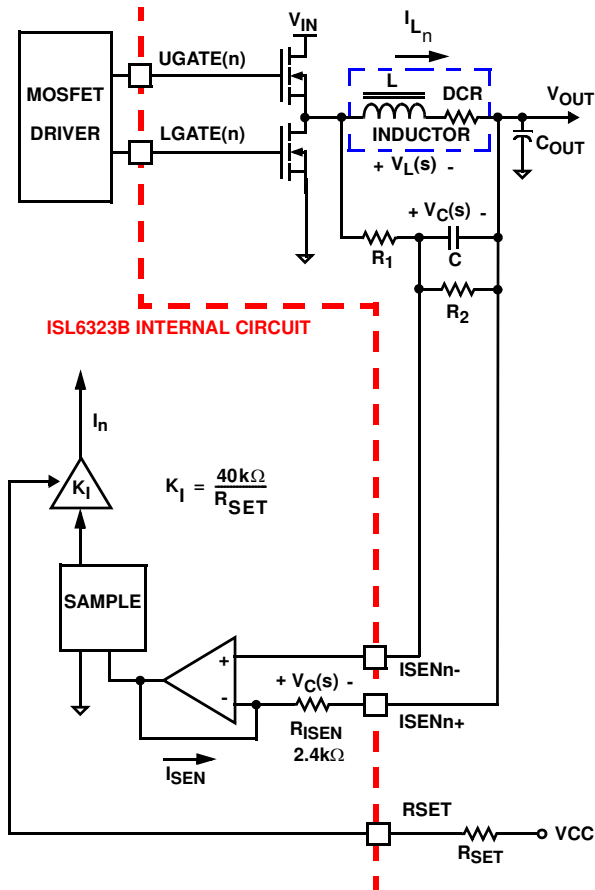 I_Ln
V_IN
UGATE(n)
MOSFET
DRIVER
LGATE(n)
L
DCR
INDUCTOR
V_OUT
C_OUT
+ V_L(s) -
+ V_C(s) -
R_1
C
R_2
ISL6323B INTERNAL CIRCUIT
I_n
K_I
K_I = 40kΩ / R_SET
SAMPLE
+
-
+ V_C(s) -
ISENn-
ISENn+
R_ISEN
2.4kΩ
I_SEN
RSET
R_SET
VCC